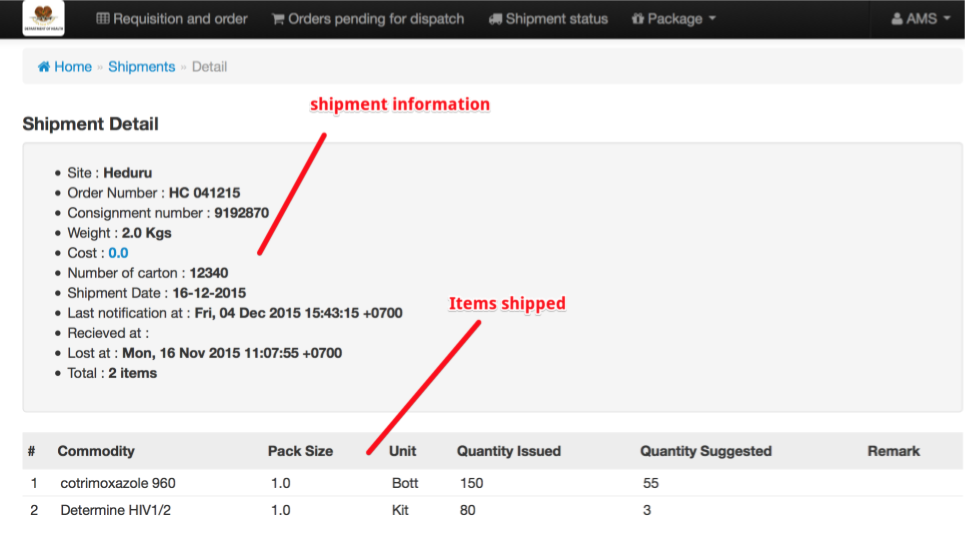 Requisition and order Orders pending for dispatch Shipment status Package AMS
DEPARTMENT OF HEALTH
Home » Shipments » Detail
shipment information
Shipment Detail
• Site : Heduru
• Order Number : HC 041215
• Consignment number : 9192870
• Weight : 2.0 Kgs
• Cost : 0.0
• Number of carton : 12340
• Shipment Date : 16-12-2015
Items shipped
• Last notification at : Fri, 04 Dec 2015 15:43:15 +0700
• Recieved at :
• Lost at : Mon, 16 Nov 2015 11:07:55 +0700
• Total : 2 items
# Commodity Pack Size Unit Quantity Issued Quantity Suggested Remark
1 cotrimoxazole 960 1.0 Bott 150 55
2 Determine HIV1/2 1.0 Kit 80 3